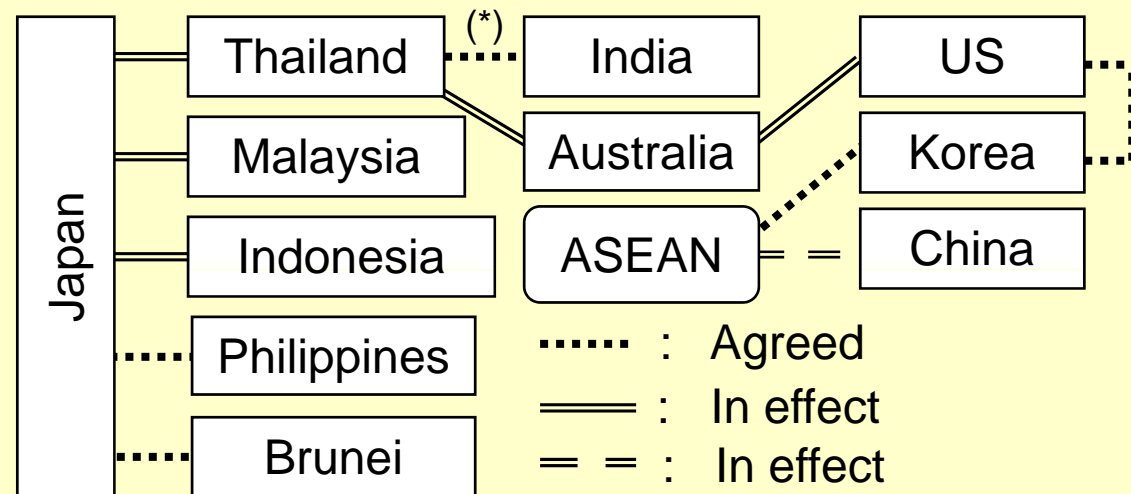 Japan
Thailand
(*)
India
US
Malaysia
Australia
Korea
Indonesia
ASEAN
China
Philippines
Brunei
: Agreed
: In effect
: In effect